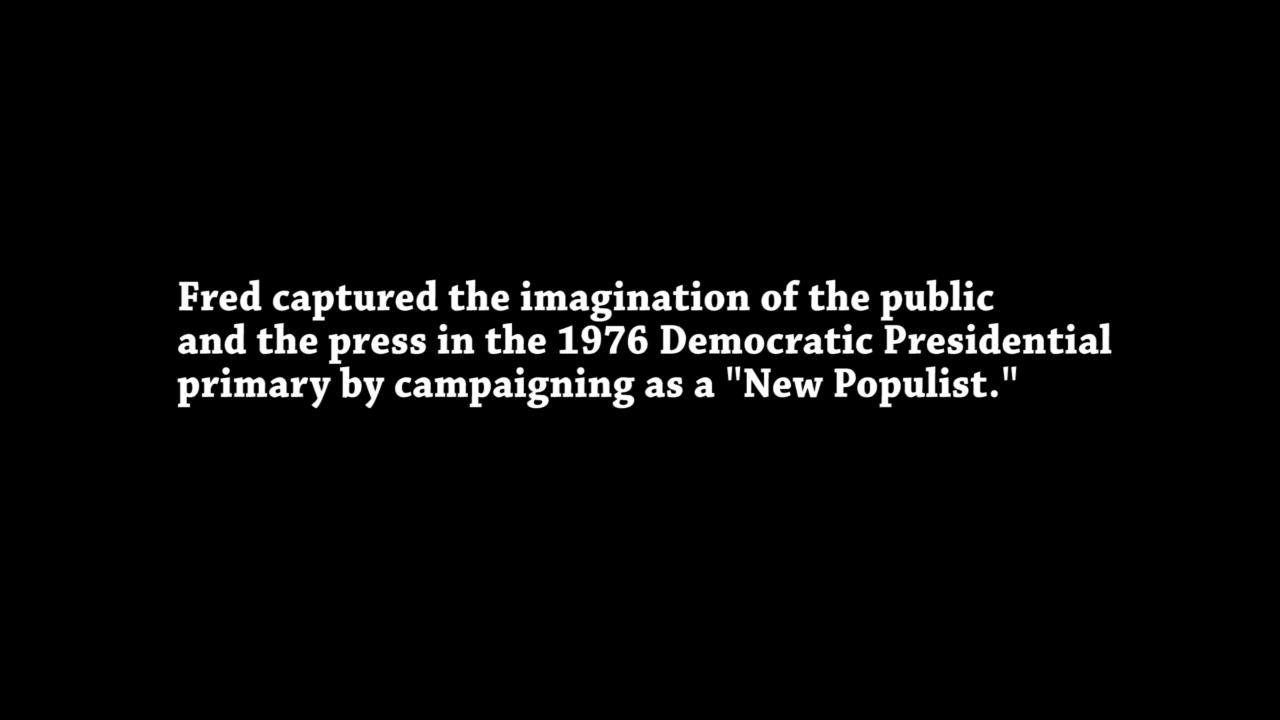 Fred captured the imagination of the public
and the press in the 1976 Democratic Presidential
primary by campaigning as a "New Populist."